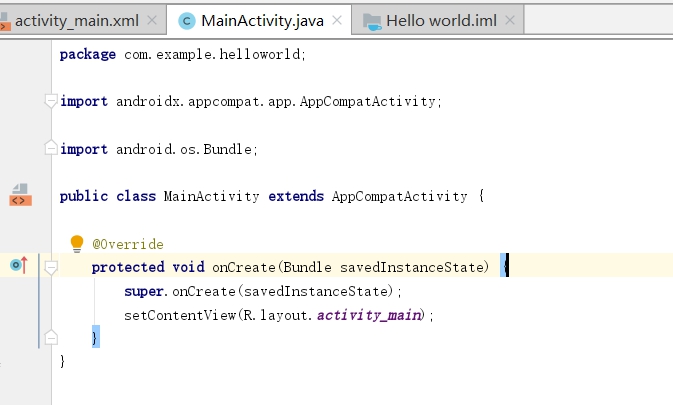 activity_main.xml MainActivity.java Hello world.iml
package com.example.helloworld;
import androidx.appcompat.app.AppCompatActivity;
import android.os.Bundle;
public class MainActivity extends AppCompatActivity {
@Override
protected void onCreate(Bundle savedInstanceState) {
super.onCreate(savedInstanceState);
setContentView(R.layout.activity_main);
}
}